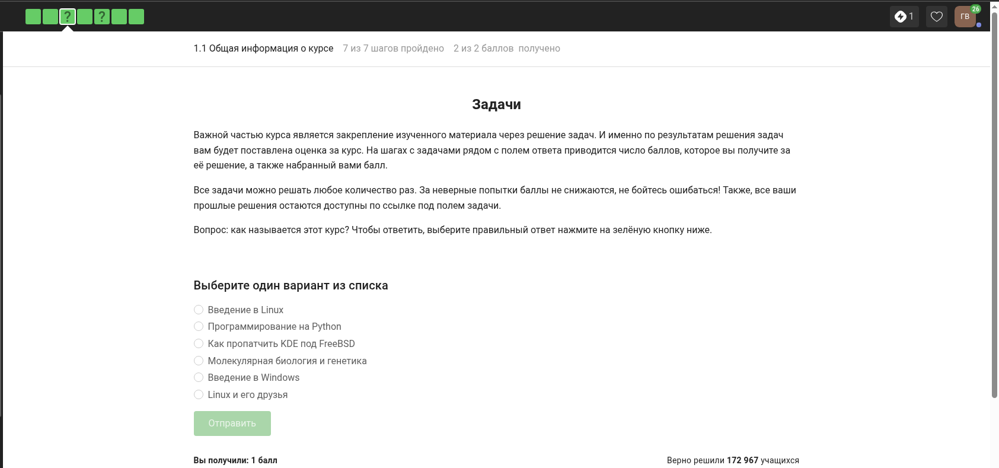 ? ?
1
ГВ
26
1.1 Общая информация о курсе 7 из 7 шагов пройдено 2 из 2 баллов получено
Задачи
Важной частью курса является закрепление изученного материала через решение задач. И именно по результатам решения задач
вам будет поставлена оценка за курс. На шагах с задачами рядом с полем ответа приводится число баллов, которое вы получите за
её решение, а также набранный вами балл.
Все задачи можно решать любое количество раз. За неверные попытки баллы не снижаются, не бойтесь ошибаться! Также, все ваши
прошлые решения остаются доступны по ссылке под полем задачи.
Вопрос: как называется этот курс? Чтобы ответить, выберите правильный ответ нажмите на зелёную кнопку ниже.
Выберите один вариант из списка
Введение в Linux
Программирование на Python
Как пропатчить KDE под FreeBSD
Молекулярная биология и генетика
Введение в Windows
Linux и его друзья
Отправить
Вы получили: 1 балл Верно решили 172 967 учащихся